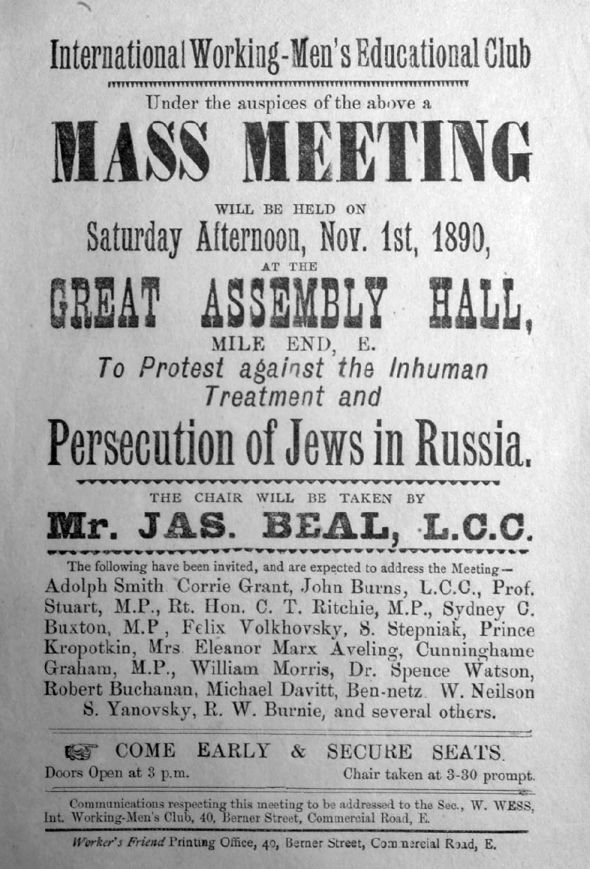 International Working-Men's Educational Club
Under the auspices of the above a
MASS MEETING
WILL BE HELD ON
Saturday Afternoon, Nov. 1st, 1890,
AT THE
GREAT ASSEMBLY HALL,
MILE END, E.
To Protest against the Inhuman
Treatment and
Persecution of Jews in Russia.
THE CHAIR WILL BE TAKEN BY
Mr. JAS. BEAL, L.C.C.
The following have been invited, and are expected to address the Meeting—
Adolph Smith Corrie Grant, John Burns, L.C.C., Prof.
Stuart, M.P., Rt. Hon. C. T. Ritchie, M.P., Sydney C.
Buxton, M.P, Felix Volkhovsky, S. Stepniak, Prince
Kropotkin, Mrs. Eleanor Marx Aveling, Cunninghame
Graham, M.P., William Morris, Dr. Spence Watson,
Robert Buchanan, Michael Davitt, Ben-netz W. Neilson
S. Yanovsky, R. W. Burnie, and several others.
COME EARLY & SECURE SEATS.
Doors Open at 3 p.m. Chair taken at 3-30 prompt.
Communications respecting this meeting to be addressed to the Sec., W. WESS,
Int. Working-Men's Club, 40, Berner Street, Commercial Road, E.
Worker's Friend Printing Office, 40, Berner Street, Commercial Road, E.